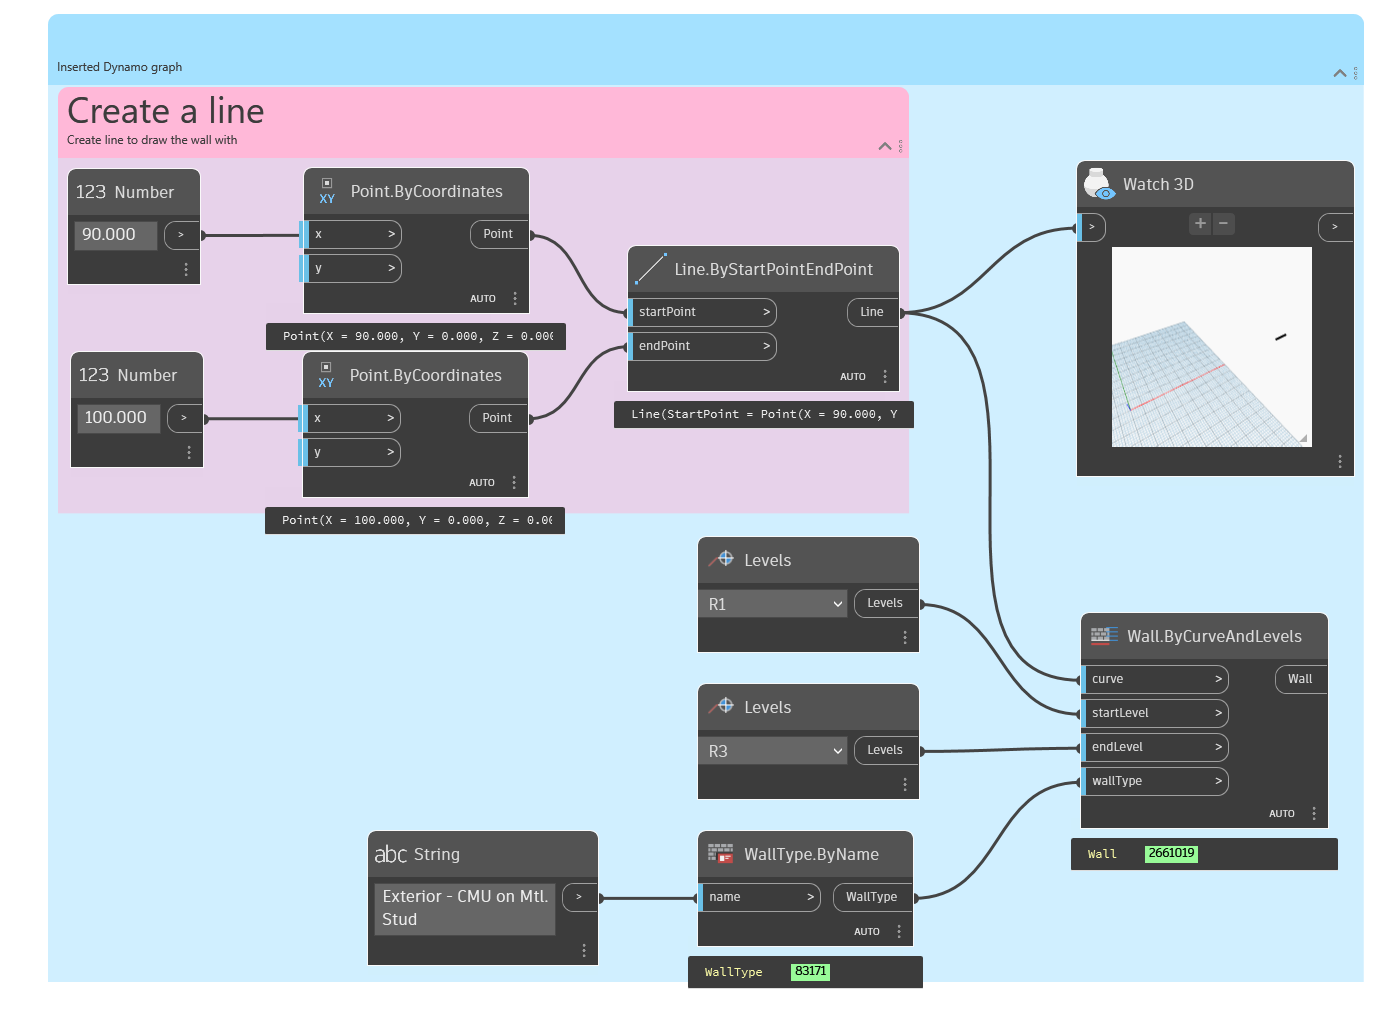 Inserted Dynamo graph
Create a line
Create line to draw the wall with
123 Number
90.000
>
XY
Point.ByCoordinates
x >
Point
y >
AUTO
Point(X = 90.000, Y = 0.000, Z = 0.000
123 Number
100.000
>
XY
Point.ByCoordinates
x >
Point
y >
AUTO
Point(X = 100.000, Y = 0.000, Z = 0.00
Line.ByStartPointEndPoint
startPoint >
Line
endPoint >
AUTO
Line(StartPoint = Point(X = 90.000, Y
Watch 3D
>
+ −
>
Levels
R1
Levels
Levels
R3
Levels
Wall.ByCurveAndLevels
curve >
Wall
startLevel >
endLevel >
wallType >
AUTO
Wall 2661019
abc String
Exterior - CMU on Mtl.
Stud
>
WallType.ByName
name >
WallType
AUTO
WallType 83171